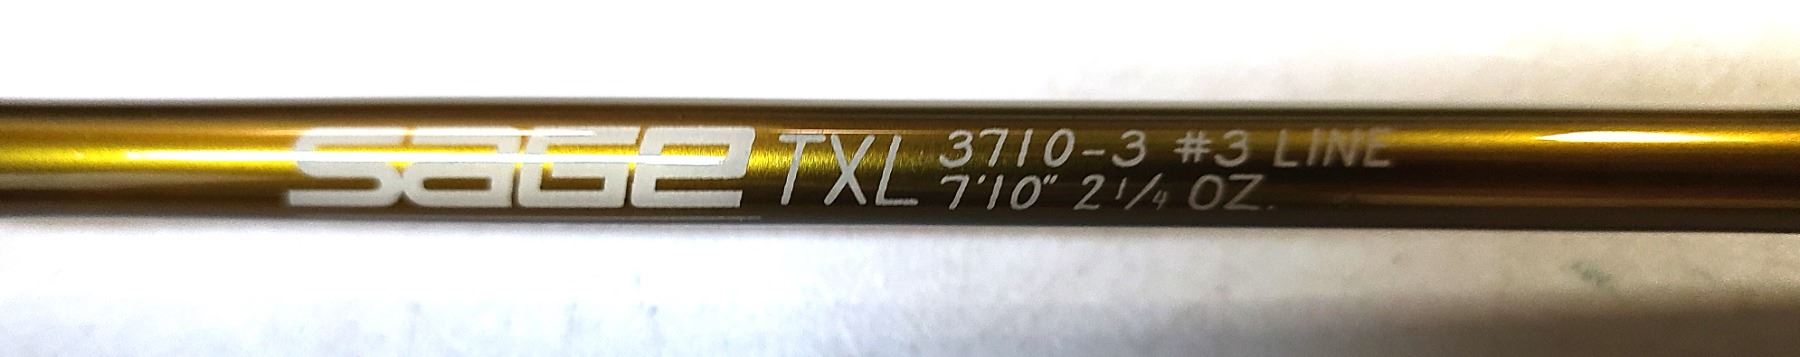 SAGE TXL 3710-3 #3 LINE
7'10" 2 1/4 OZ.